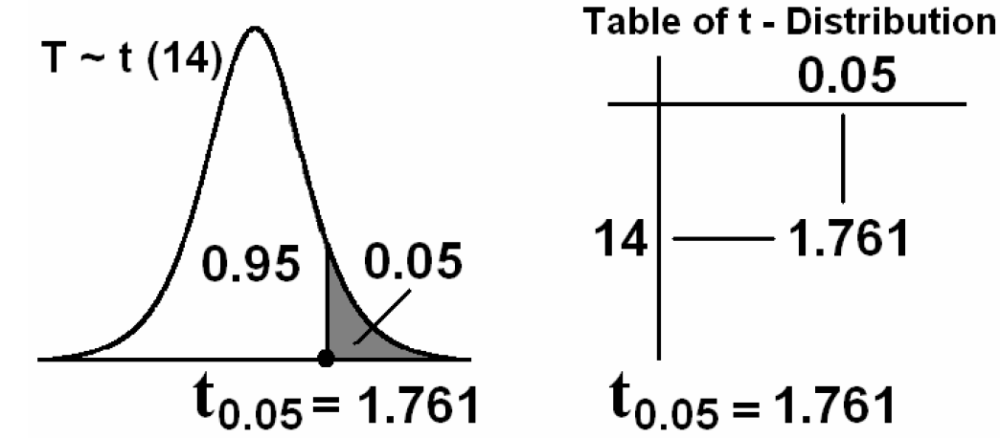 T ~ t (14)
0.95
0.05
t0.05 = 1.761
Table of t - Distribution
0.05
14
1.761
t0.05 = 1.761